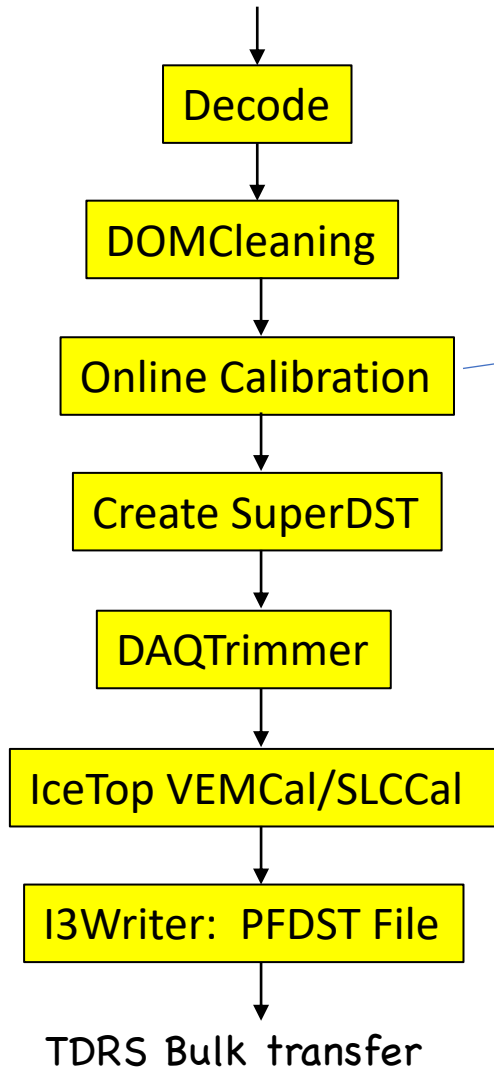 Decode
DOMCleaning
Online Calibration
Create SuperDST
DAQTrimmer
IceTop VEMCal/SLCCal
I3Writer: PFDST File
TDRS Bulk transfer